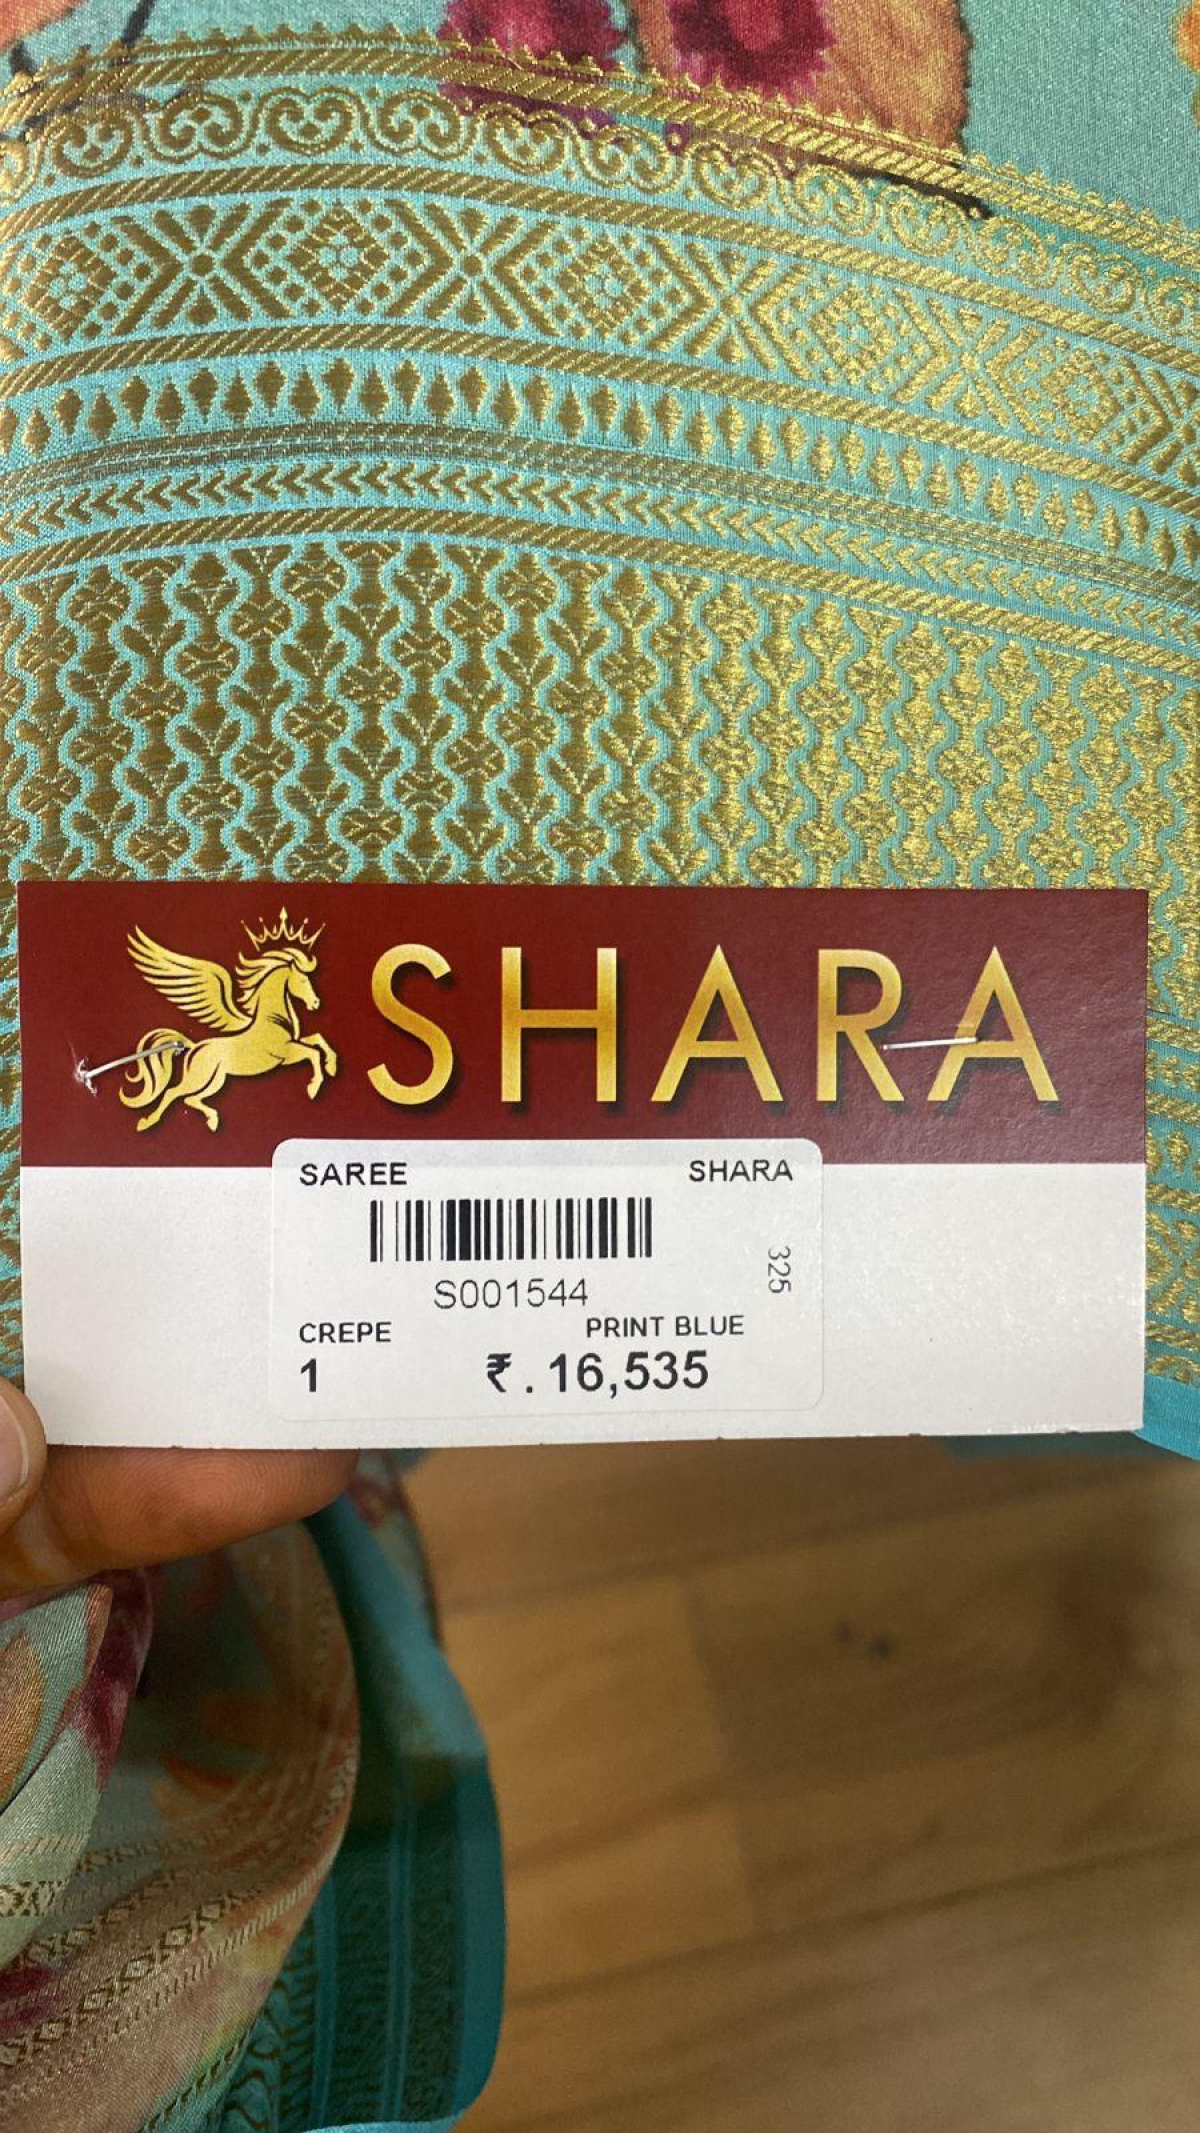 SHARA
SAREE SHARA
S001544
325
CREPE PRINT BLUE
1 ₹. 16,535